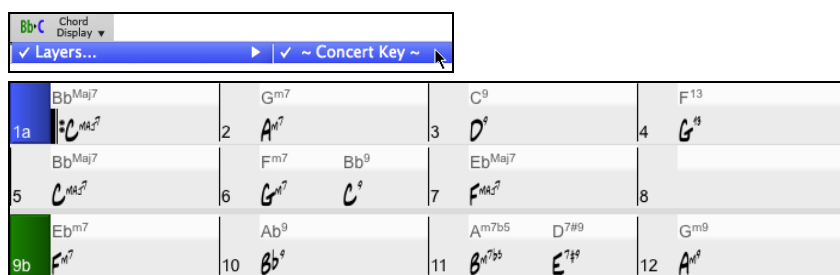 Bb▸C Chord Display ▼
✓ Layers... ▶ ✓ ~ Concert Key ~
BbMaj7 Gm7 C9 F13
1a CMAJ7 2 Am7 3 D9 4 G13
BbMaj7 Fm7 Bb9 EbMaj7
5 CMAJ7 6 Gm7 C9 7 FMAJ7 8
Ebm7 Ab9 Am7b5 D7#9 Gm9
9b Fm7 10 Bb9 11 Bm7b5 E7#9 12 Am9